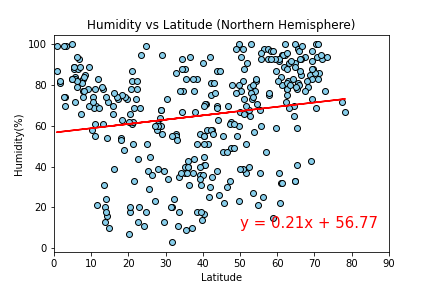 Humidity vs Latitude (Northern Hemisphere)
100
80
60
40
20
0
Humidity(%)
y = 0.21x + 56.77
0 10 20 30 40 50 60 70 80 90
Latitude